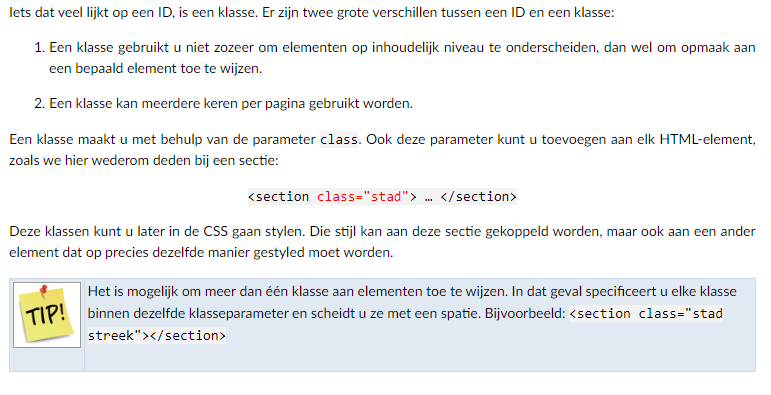 Iets dat veel lijkt op een ID, is een klasse. Er zijn twee grote verschillen tussen een ID en een klasse:
1. Een klasse gebruikt u niet zozeer om elementen op inhoudelijk niveau te onderscheiden, dan wel om opmaak aan
een bepaald element toe te wijzen.
2. Een klasse kan meerdere keren per pagina gebruikt worden.
Een klasse maakt u met behulp van de parameter class. Ook deze parameter kunt u toevoegen aan elk HTML-element,
zoals we hier wederom deden bij een sectie:
<section class="stad"> … </section>
Deze klassen kunt u later in de CSS gaan stylen. Die stijl kan aan deze sectie gekoppeld worden, maar ook aan een ander
element dat op precies dezelfde manier gestyled moet worden.
TIP!
Het is mogelijk om meer dan één klasse aan elementen toe te wijzen. In dat geval specificeert u elke klasse
binnen dezelfde klasseparameter en scheidt u ze met een spatie. Bijvoorbeeld: <section class="stad
streek"></section>